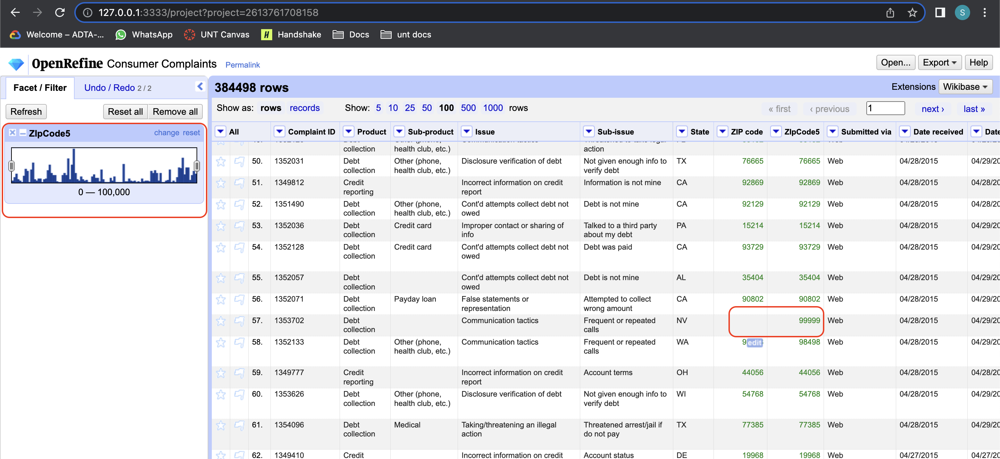 127.0.0.1:3333/project?project=2613761708158
S
Welcome – ADTA-... WhatsApp UNT Canvas H Handshake Docs unt docs
OpenRefine Consumer Complaints Permalink Open... Export Help
Facet / Filter Undo / Redo 2 / 2 384498 rows Extensions Wikibase
Refresh Reset all Remove all Show as: rows records Show: 5 10 25 50 100 500 1000 rows « first ‹ previous 1 next › last »
ZIpCode5 change reset
0 — 100,000
All Complaint ID Product Sub-product Issue Sub-issue State ZIP code ZIpCode5 Submitted via Date received Date
collection health club, etc.) action
50. 1352031 Debt Other (phone, Disclosure verification of debt Not given enough info to TX 76665 76665 Web 04/28/2015 04/29/20
collection health club, etc.) verify debt
51. 1349812 Credit Incorrect information on credit Information is not mine CA 92869 92869 Web 04/28/2015 04/28/20
reporting report
52. 1351490 Debt Other (phone, Cont'd attempts collect debt not Debt is not mine CA 92129 92129 Web 04/28/2015 04/28/20
collection health club, etc.) owed
53. 1352036 Debt Credit card Improper contact or sharing of Talked to a third party PA 15214 15214 Web 04/28/2015 04/29/20
collection info about my debt
54. 1352128 Debt Credit card Cont'd attempts collect debt not Debt was paid CA 93729 93729 Web 04/28/2015 04/29/20
collection owed
55. 1352057 Debt Cont'd attempts collect debt not Debt is not mine AL 35404 35404 Web 04/28/2015 04/29/20
collection owed
56. 1352071 Debt Payday loan False statements or Attempted to collect CA 90802 90802 Web 04/28/2015 04/29/20
collection representation wrong amount
57. 1353702 Debt Communication tactics Frequent or repeated NV 99999 Web 04/28/2015 04/29/20
collection calls
58. 1352133 Debt Other (phone, Communication tactics Frequent or repeated WA 9 edit 98498 Web 04/28/2015 04/29/20
collection health club, etc.) calls
59. 1349777 Credit Incorrect information on credit Account terms OH 44056 44056 Web 04/28/2015 04/28/20
reporting report
60. 1353626 Debt Other (phone, Disclosure verification of debt Not given enough info to WI 54768 54768 Web 04/28/2015 04/29/20
collection health club, etc.) verify debt
61. 1354096 Debt Medical Taking/threatening an illegal Threatened arrest/jail if TX 77385 77385 Web 04/28/2015 04/29/20
collection action do not pay
62. 1349410 Credit Incorrect information on credit Account status DE 19968 19968 Web 04/27/2015 04/27/20